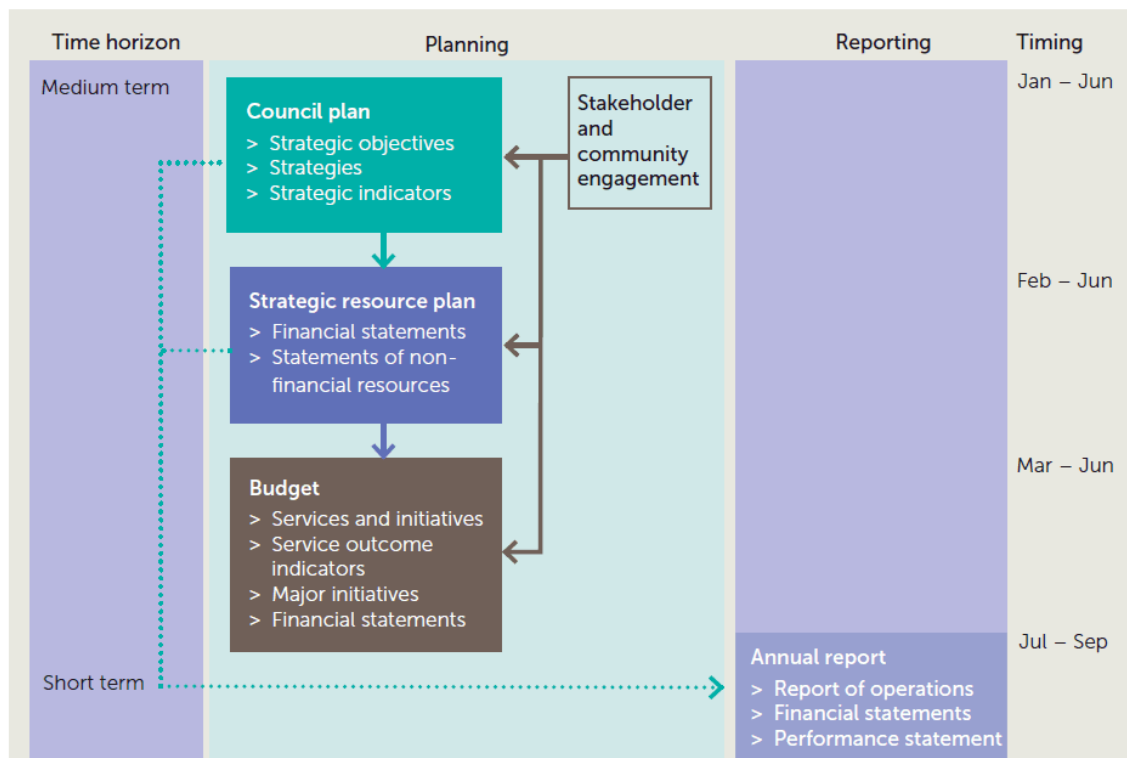 Time horizon
Planning
Reporting
Timing
Medium term
Council plan
> Strategic objectives
> Strategies
> Strategic indicators
Stakeholder
and
community
engagement
Jan – Jun
Strategic resource plan
> Financial statements
> Statements of non-
financial resources
Feb – Jun
Budget
> Services and initiatives
> Service outcome
indicators
> Major initiatives
> Financial statements
Mar – Jun
Short term
Annual report
> Report of operations
> Financial statements
> Performance statement
Jul – Sep